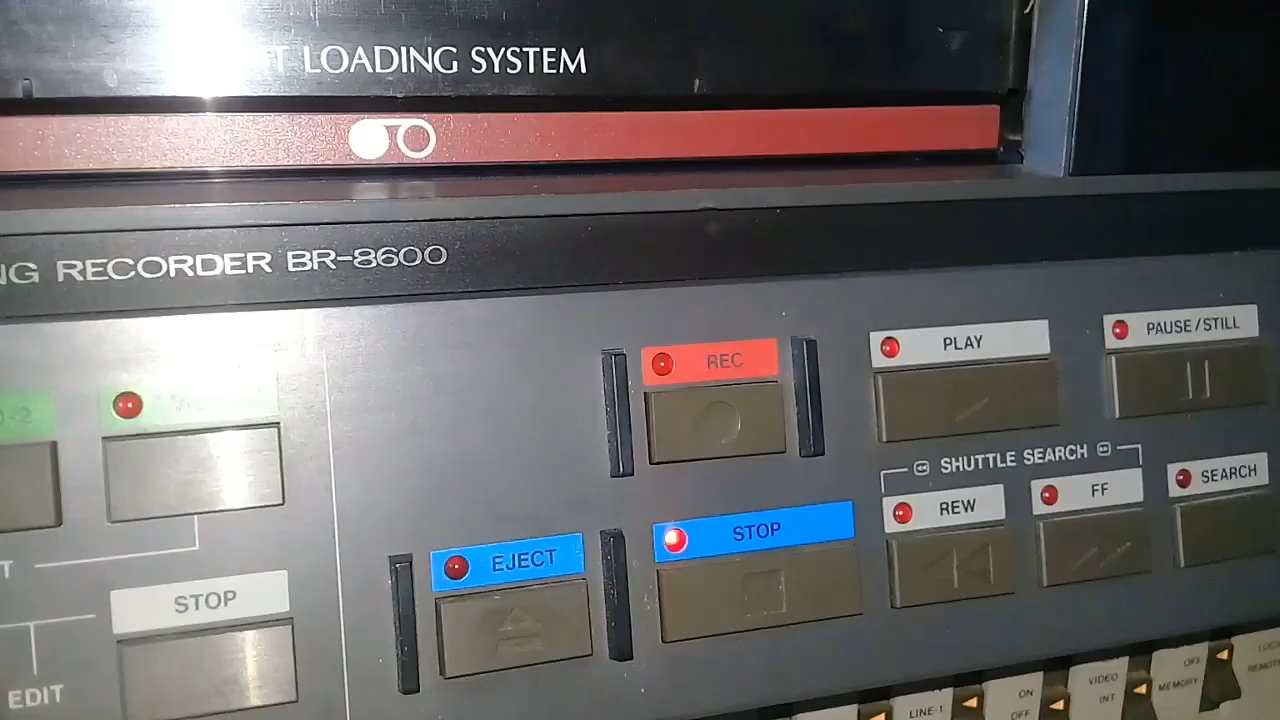 LOADING SYSTEM
RECORDER BR-8600
REC
PLAY
PAUSE/STILL
SHUTTLE SEARCH
REW
FF
SEARCH
EJECT
STOP
STOP
EDIT
LINE-1
ON
OFF
VIDEO
INT
OFF
MEMORY